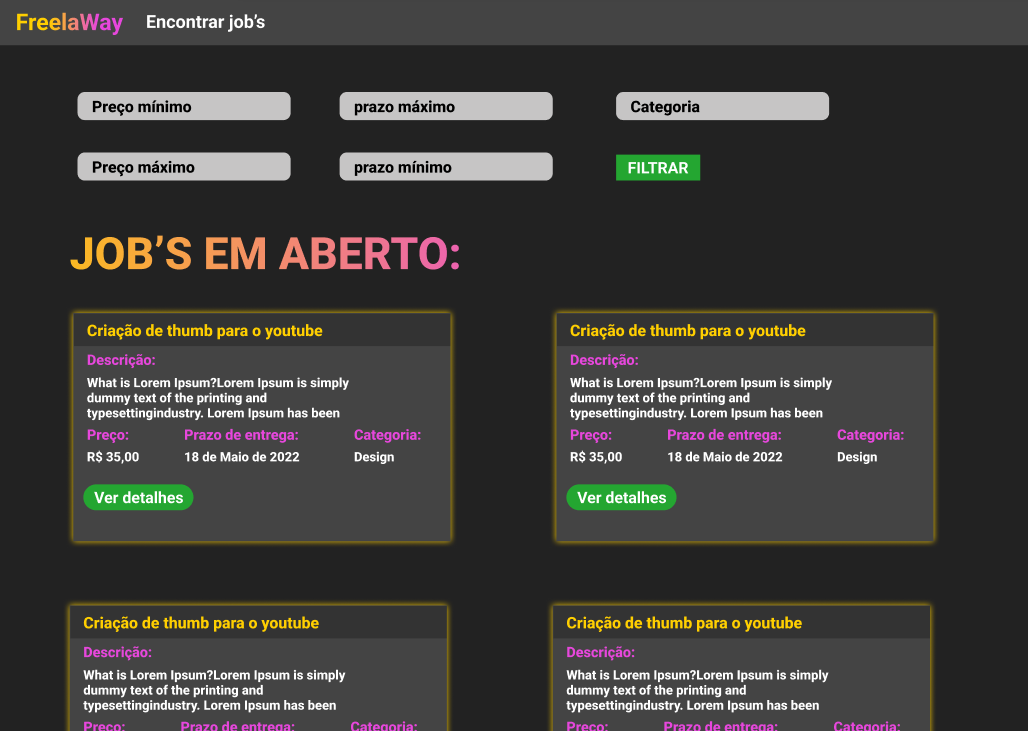 FreelaWay Encontrar job’s
Preço mínimo prazo máximo Categoria
Preço máximo prazo mínimo FILTRAR
JOB’S EM ABERTO:
Criação de thumb para o youtube
Descrição:
What is Lorem Ipsum?Lorem Ipsum is simply
dummy text of the printing and
typesettingindustry. Lorem Ipsum has been
Preço: Prazo de entrega: Categoria:
R$ 35,00 18 de Maio de 2022 Design
Ver detalhes
Criação de thumb para o youtube
Descrição:
What is Lorem Ipsum?Lorem Ipsum is simply
dummy text of the printing and
typesettingindustry. Lorem Ipsum has been
Preço: Prazo de entrega: Categoria:
R$ 35,00 18 de Maio de 2022 Design
Ver detalhes
Criação de thumb para o youtube
Descrição:
What is Lorem Ipsum?Lorem Ipsum is simply
dummy text of the printing and
typesettingindustry. Lorem Ipsum has been
Preço: Prazo de entrega: Categoria:
Criação de thumb para o youtube
Descrição:
What is Lorem Ipsum?Lorem Ipsum is simply
dummy text of the printing and
typesettingindustry. Lorem Ipsum has been
Preço: Prazo de entrega: Categoria: